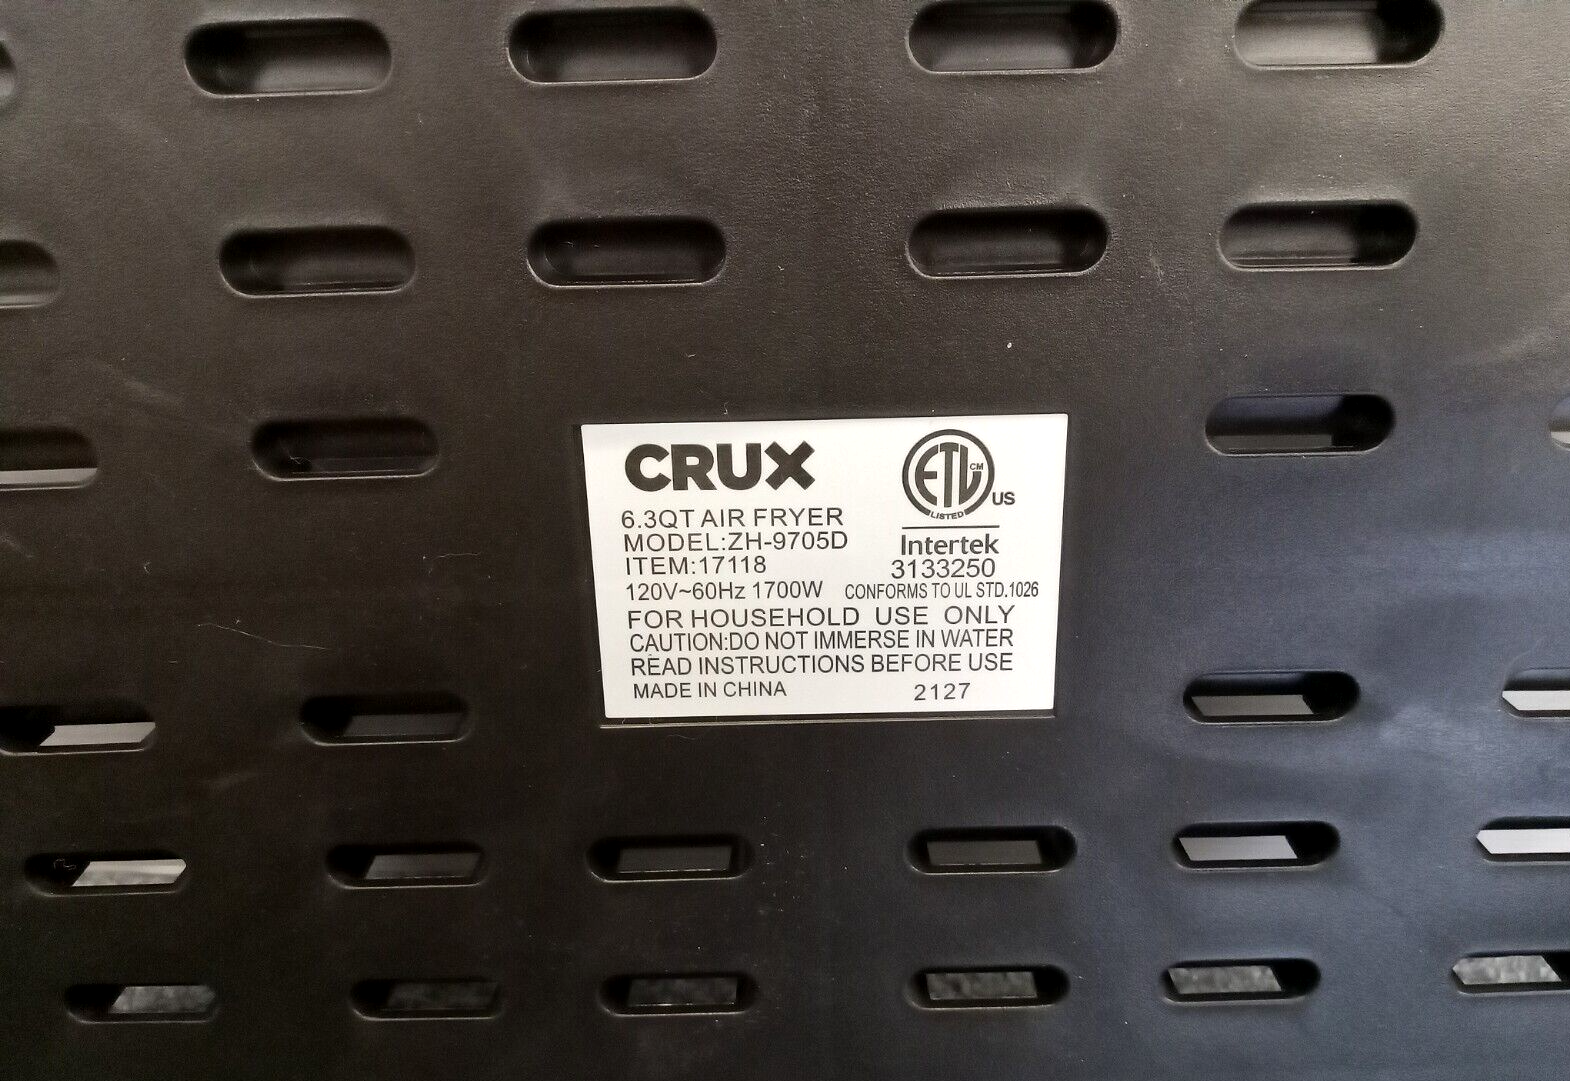 CRUX
6.3QT AIR FRYER
MODEL:ZH-9705D
ITEM:17118
120V~60Hz 1700W
ETL CM
LISTED
US
Intertek
3133250
CONFORMS TO UL STD.1026
FOR HOUSEHOLD USE ONLY
CAUTION:DO NOT IMMERSE IN WATER
READ INSTRUCTIONS BEFORE USE
MADE IN CHINA 2127